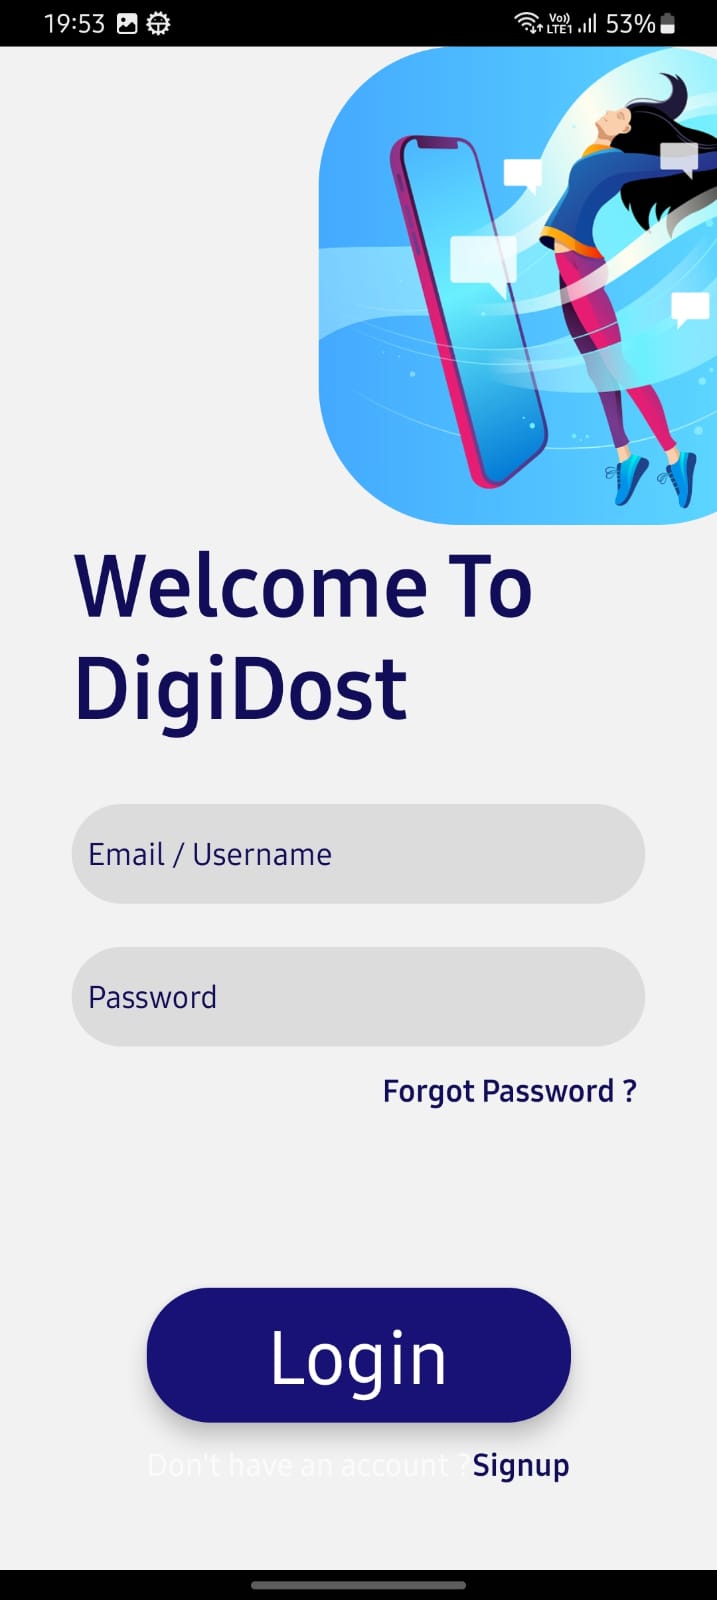 19:53 Vo)) LTE1 53%
Welcome To
DigiDost
Email / Username
Password
Forgot Password ?
Login
Don't have an account ?Signup